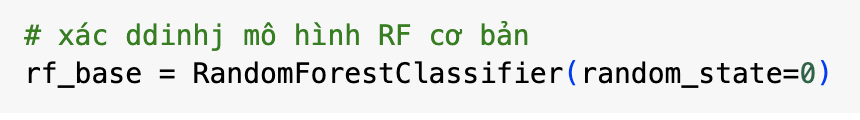 # xác ddinhj mô hình RF cơ bản
rf_base = RandomForestClassifier(random_state=0)